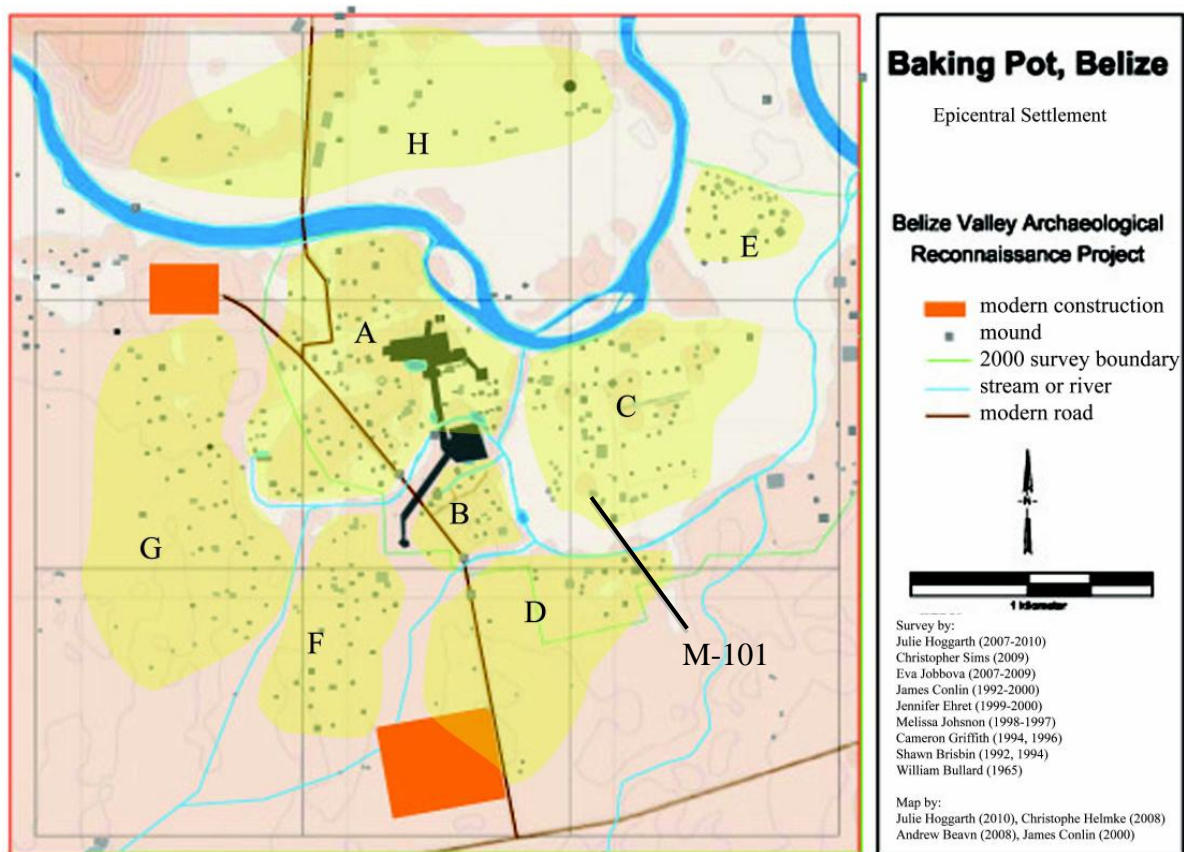 H
E
A
C
B
G
D
F
M-101
Baking Pot, Belize
Epicentral Settlement
Belize Valley Archaeological
Reconnaissance Project
modern construction
mound
2000 survey boundary
stream or river
modern road
N
1 kilometer
Survey by:
Julie Hoggarth (2007-2010)
Christopher Sims (2009)
Eva Jobbova (2007-2009)
James Conlin (1992-2000)
Jennifer Ehret (1999-2000)
Melissa Johsnon (1998-1997)
Cameron Griffith (1994, 1996)
Shawn Brisbin (1992, 1994)
William Bullard (1965)
Map by:
Julie Hoggarth (2010), Christophe Helmke (2008)
Andrew Beavn (2008), James Conlin (2000)